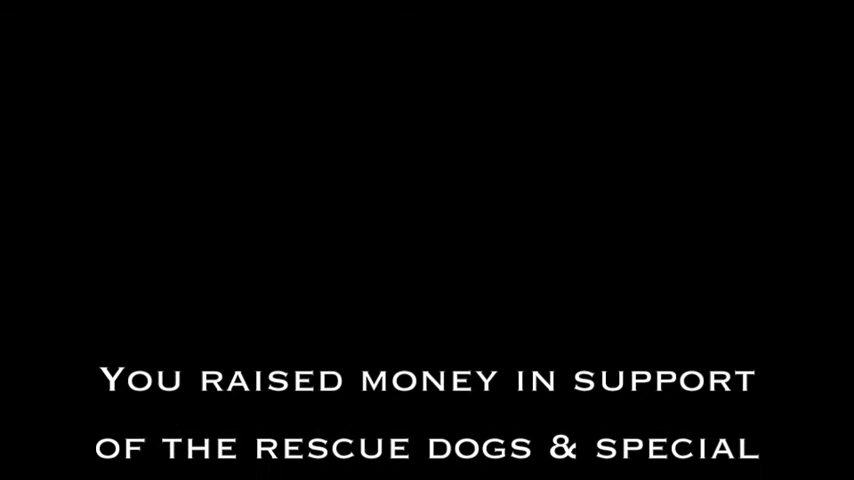 You raised money in support
of the rescue dogs & special